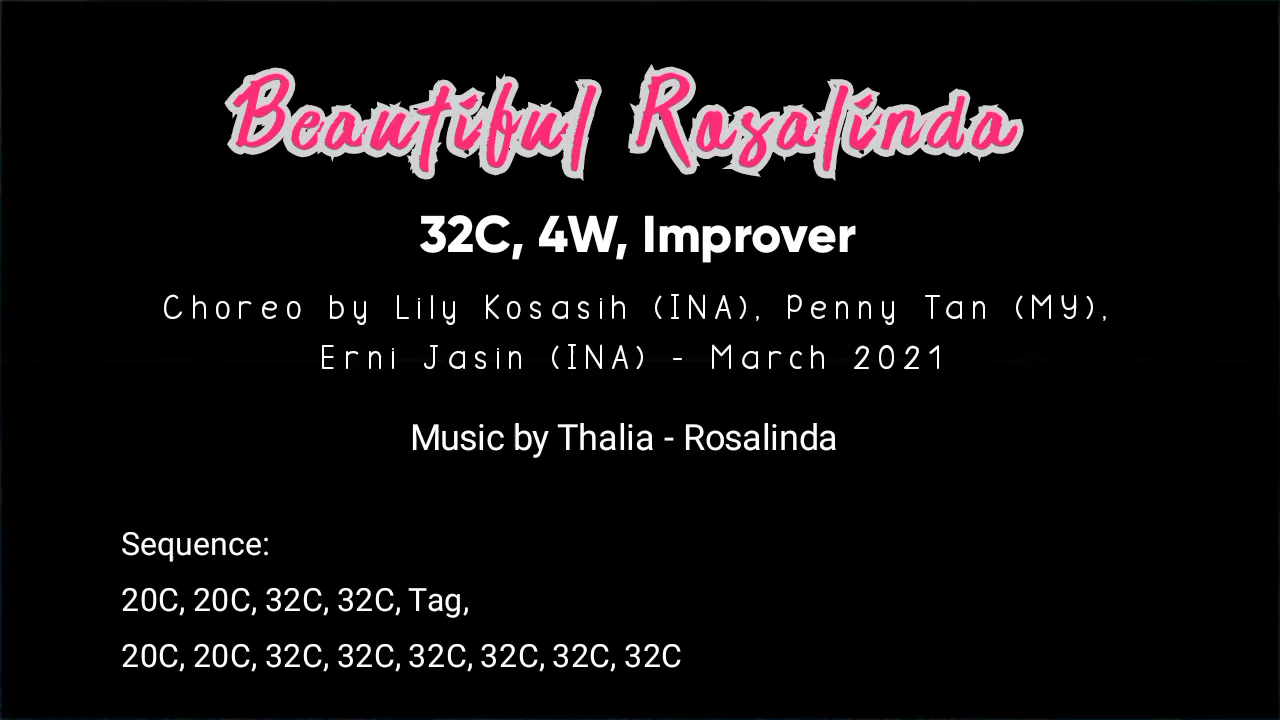 Beautiful Rosalinda
32C, 4W, Improver
Choreo by Lily Kosasih (INA), Penny Tan (MY),
Erni Jasin (INA) - March 2021
Music by Thalia - Rosalinda
Sequence:
20C, 20C, 32C, 32C, Tag,
20C, 20C, 32C, 32C, 32C, 32C, 32C, 32C